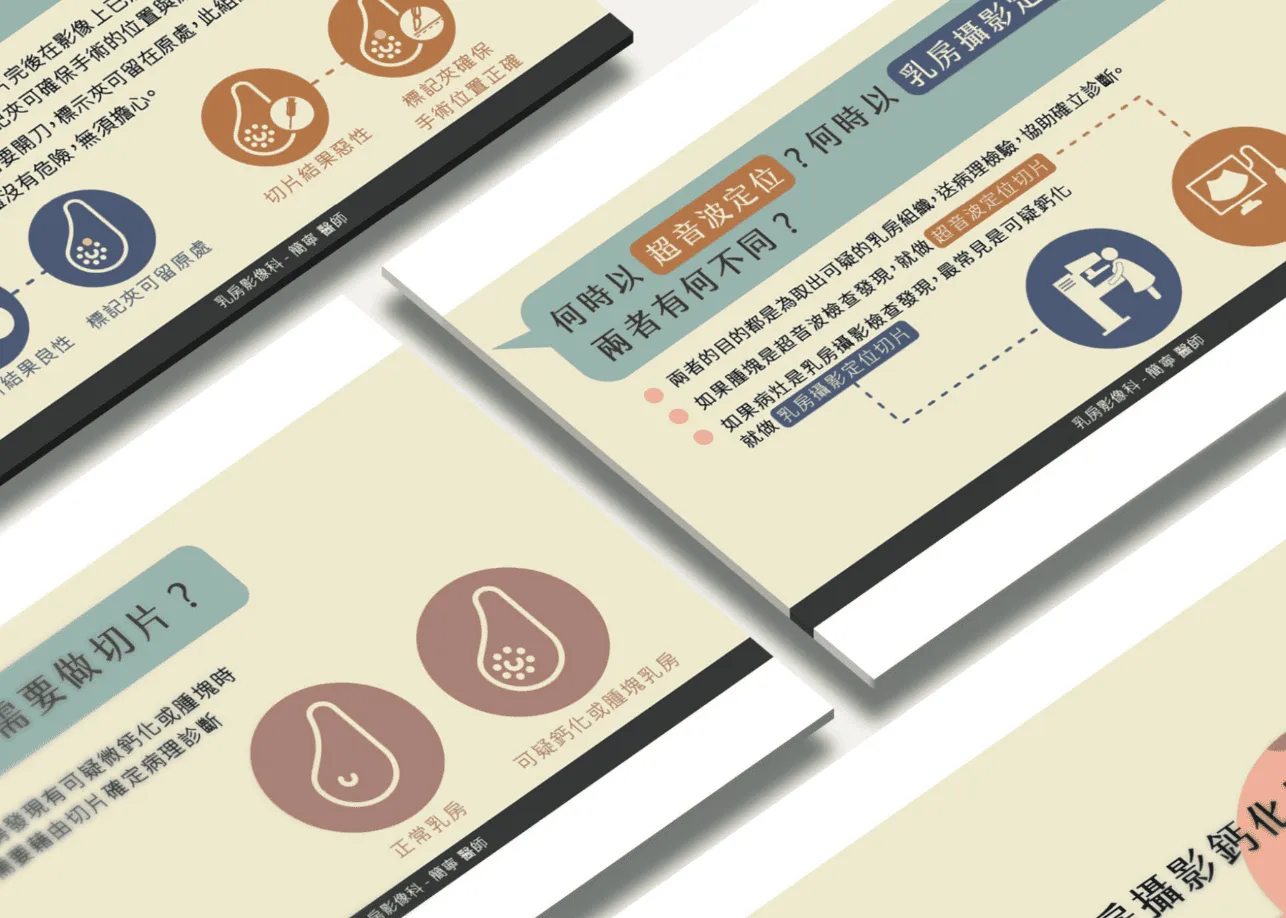 完後在影像上已
記夾可確保手術的位置與
要開刀，標示夾可留在原處，此組
沒有危險，無須擔心。
標記夾確保
手術位置正確
切片結果惡性
標記夾可留原處
結果良性
乳房影像科 - 簡寧 醫師
何時以 超音波定位 ？何時以 乳房攝影定
兩者有何不同？
兩者的目的都是為取出可疑的乳房組織，送病理檢驗，協助確立診斷。
如果腫塊是超音波檢查發現，就做 超音波定位切片
如果病灶是乳房攝影檢查發現，最常見是可疑鈣化
就做 乳房攝影定位切片
乳房影像科 - 簡寧 醫師
需要做切片？
發現有可疑微鈣化或腫塊時
需要藉由切片確定病理診斷
可疑鈣化或腫塊乳房
正常乳房
房影像科 - 簡寧 醫師
攝影鈣化